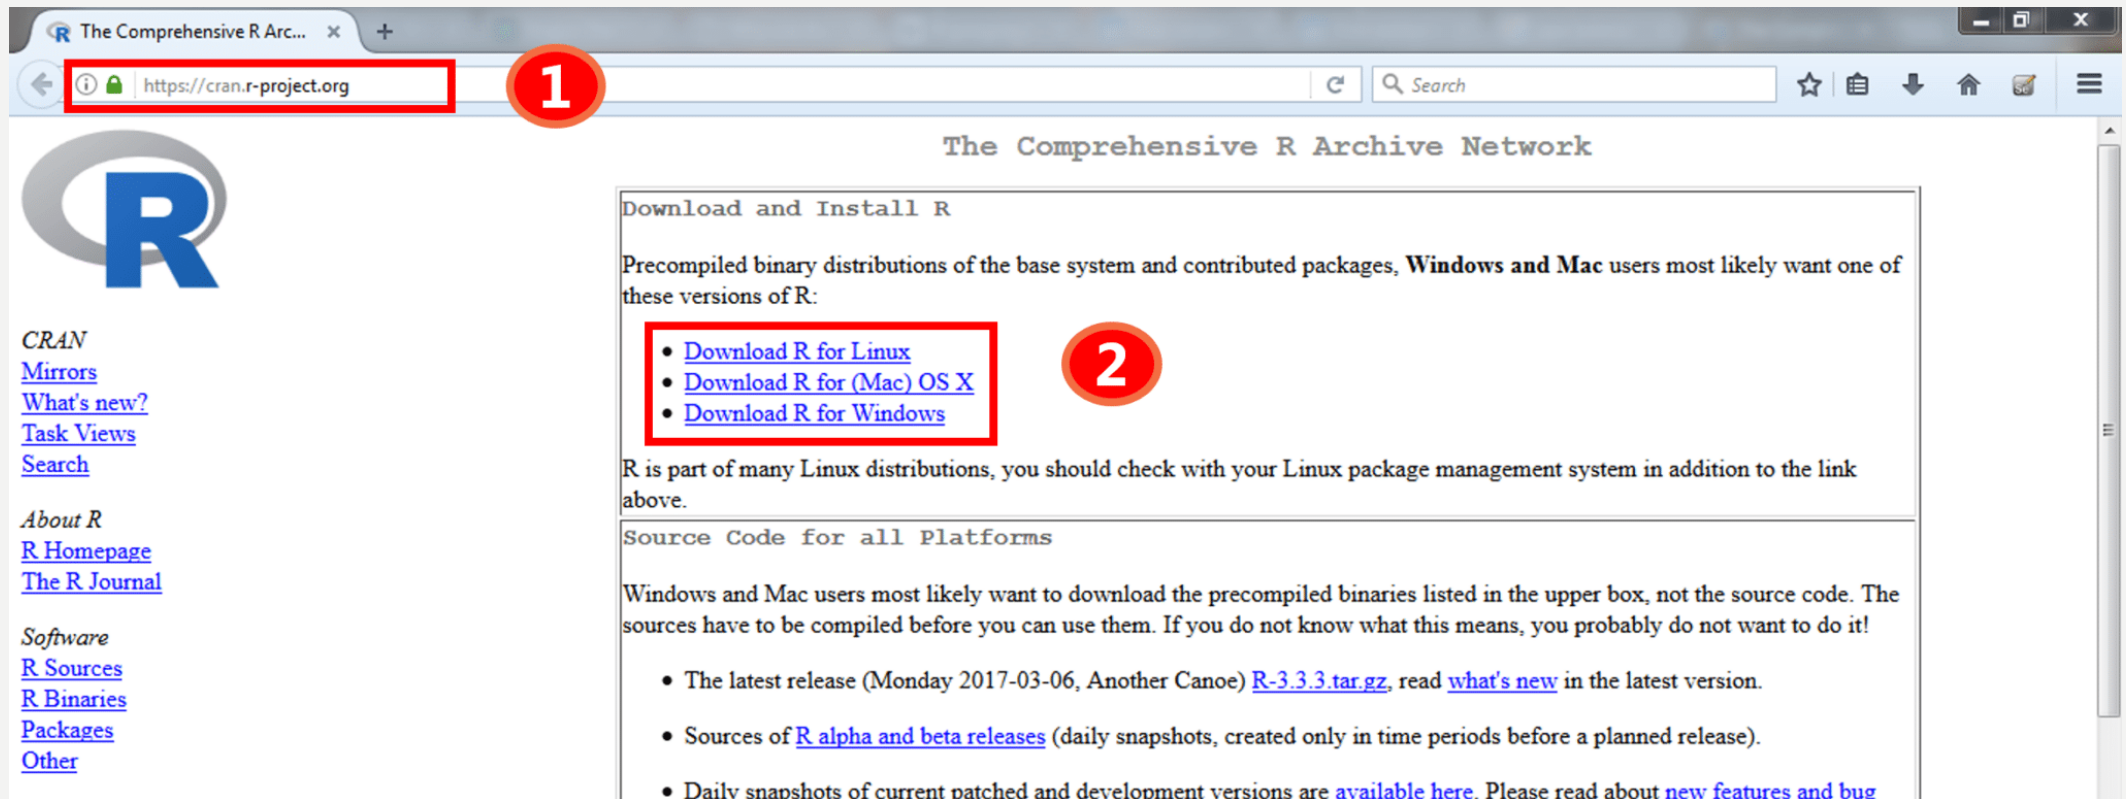 The Comprehensive R Arc...
https://cran.r-project.org
1
Search
R
The Comprehensive R Archive Network
Download and Install R
Precompiled binary distributions of the base system and contributed packages, Windows and Mac users most likely want one of
these versions of R:
Download R for Linux
Download R for (Mac) OS X
Download R for Windows
2
R is part of many Linux distributions, you should check with your Linux package management system in addition to the link
above.
CRAN
Mirrors
What's new?
Task Views
Search
About R
R Homepage
The R Journal
Software
R Sources
R Binaries
Packages
Other
Source Code for all Platforms
Windows and Mac users most likely want to download the precompiled binaries listed in the upper box, not the source code. The
sources have to be compiled before you can use them. If you do not know what this means, you probably do not want to do it!
The latest release (Monday 2017-03-06, Another Canoe) R-3.3.3.tar.gz, read what's new in the latest version.
Sources of R alpha and beta releases (daily snapshots, created only in time periods before a planned release).
Daily snapshots of current patched and development versions are available here. Please read about new features and bug